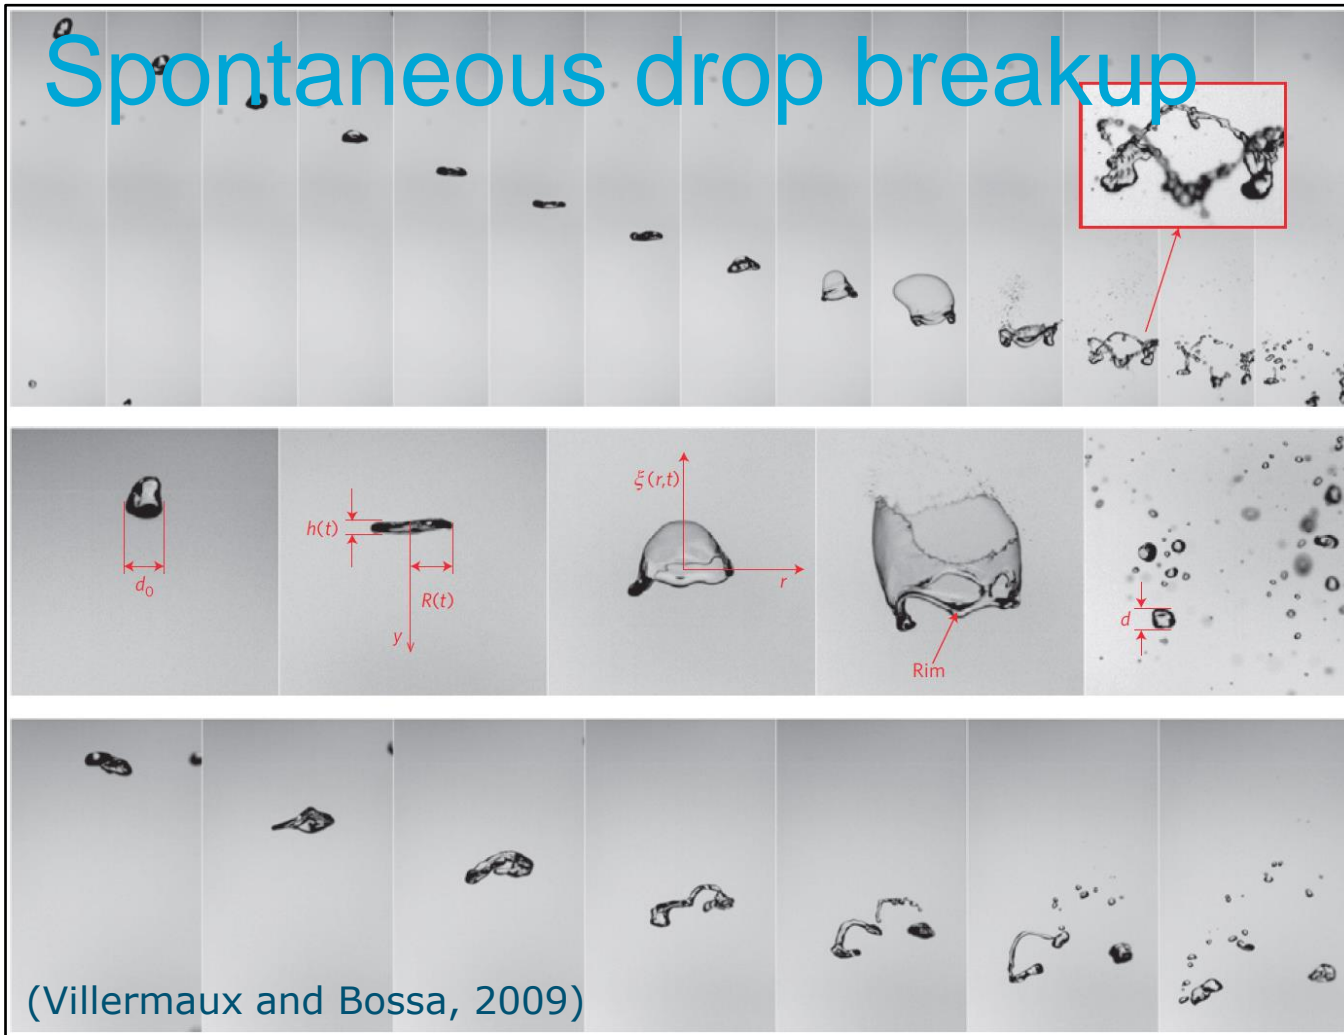 Spontaneous drop breakup
d₀
h(t)
R(t)
y
ξ(r,t)
r
Rim
d
(Villermaux and Bossa, 2009)